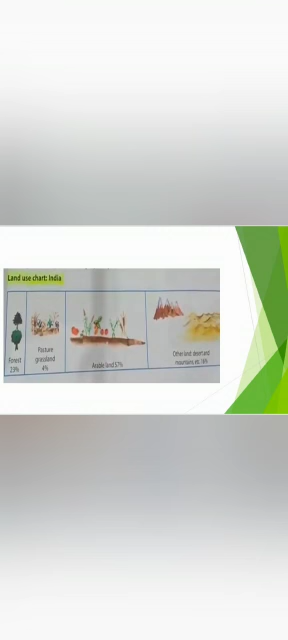 Land use chart: India
Forest
23%
Pasture
grassland
4%
Arable land 57%
Other land: desert and
mountains etc. 16%